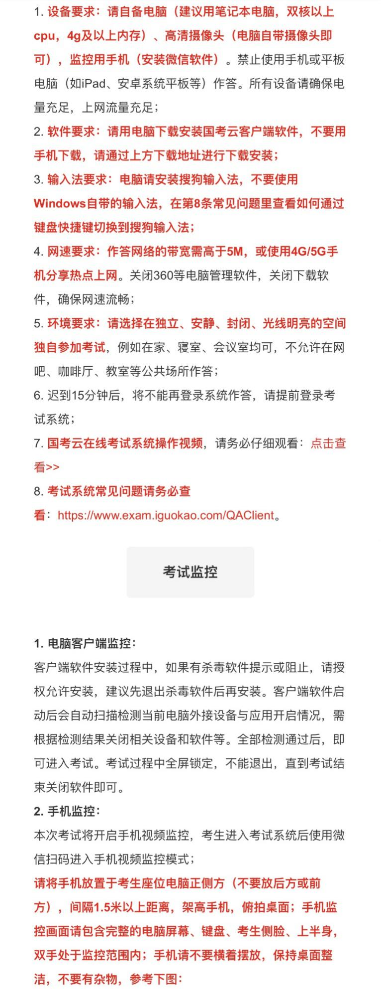 1. 设备要求：请自备电脑（建议用笔记本电脑，双核以上
cpu，4g及以上内存）、高清摄像头（电脑自带摄像头即
可），监控用手机（安装微信软件）。禁止使用手机或平板
电脑（如iPad、安卓系统平板等）作答。所有设备请确保电
量充足，上网流量充足；
2. 软件要求：请用电脑下载安装国考云客户端软件，不要用
手机下载，请通过上方下载地址进行下载安装；
3. 输入法要求：电脑请安装搜狗输入法，不要使用
Windows自带的输入法，在第8条常见问题里查看如何通过
键盘快捷键切换到搜狗输入法；
4. 网速要求：作答网络的带宽需高于5M，或使用4G/5G手
机分享热点上网。关闭360等电脑管理软件，关闭下载软
件，确保网速流畅；
5. 环境要求：请选择在独立、安静、封闭、光线明亮的空间
独自参加考试，例如在家、寝室、会议室均可，不允许在网
吧、咖啡厅、教室等公共场所作答；
6. 迟到15分钟后，将不能再登录系统作答，请提前登录考
试系统；
7. 国考云在线考试系统操作视频，请务必仔细观看：点击查
看>>
8. 考试系统常见问题请务必查
看：https://www.exam.iguokao.com/QAClient。
考试监控
1. 电脑客户端监控：
客户端软件安装过程中，如果有杀毒软件提示或阻止，请授
权允许安装，建议先退出杀毒软件后再安装。客户端软件启
动后会自动扫描检测当前电脑外接设备与应用开启情况，需
根据检测结果关闭相关设备和软件等。全部检测通过后，即
可进入考试。考试过程中全屏锁定，不能退出，直到考试结
束关闭软件即可。
2. 手机监控：
本次考试将开启手机视频监控，考生进入考试系统后使用微
信扫码进入手机视频监控模式；
请将手机放置于考生座位电脑正侧方（不要放后方或前
方），间隔1.5米以上距离，架高手机，俯拍桌面；手机监
控画面请包含完整的电脑屏幕、键盘、考生侧脸、上半身，
双手处于监控范围内；手机请不要横着摆放，保持桌面整
洁，不要有杂物，参考下图：